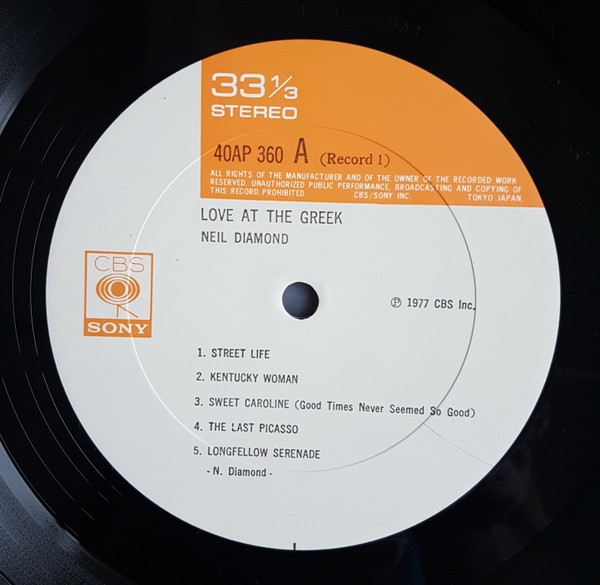 33 1/3
STEREO
40AP 360 A (Record 1)
ALL RIGHTS OF THE MANUFACTURER AND OF THE OWNER OF THE RECORDED WORK
RESERVED. UNAUTHORIZED PUBLIC PERFORMANCE, BROADCASTING AND COPYING OF
THIS RECORD PROHIBITED. CBS/SONY INC. TOKYO JAPAN.
LOVE AT THE GREEK
NEIL DIAMOND
CBS
SONY
℗ 1977 CBS Inc.
1. STREET LIFE
2. KENTUCKY WOMAN
3. SWEET CAROLINE (Good Times Never Seemed So Good)
4. THE LAST PICASSO
5. LONGFELLOW SERENADE
- N. Diamond -